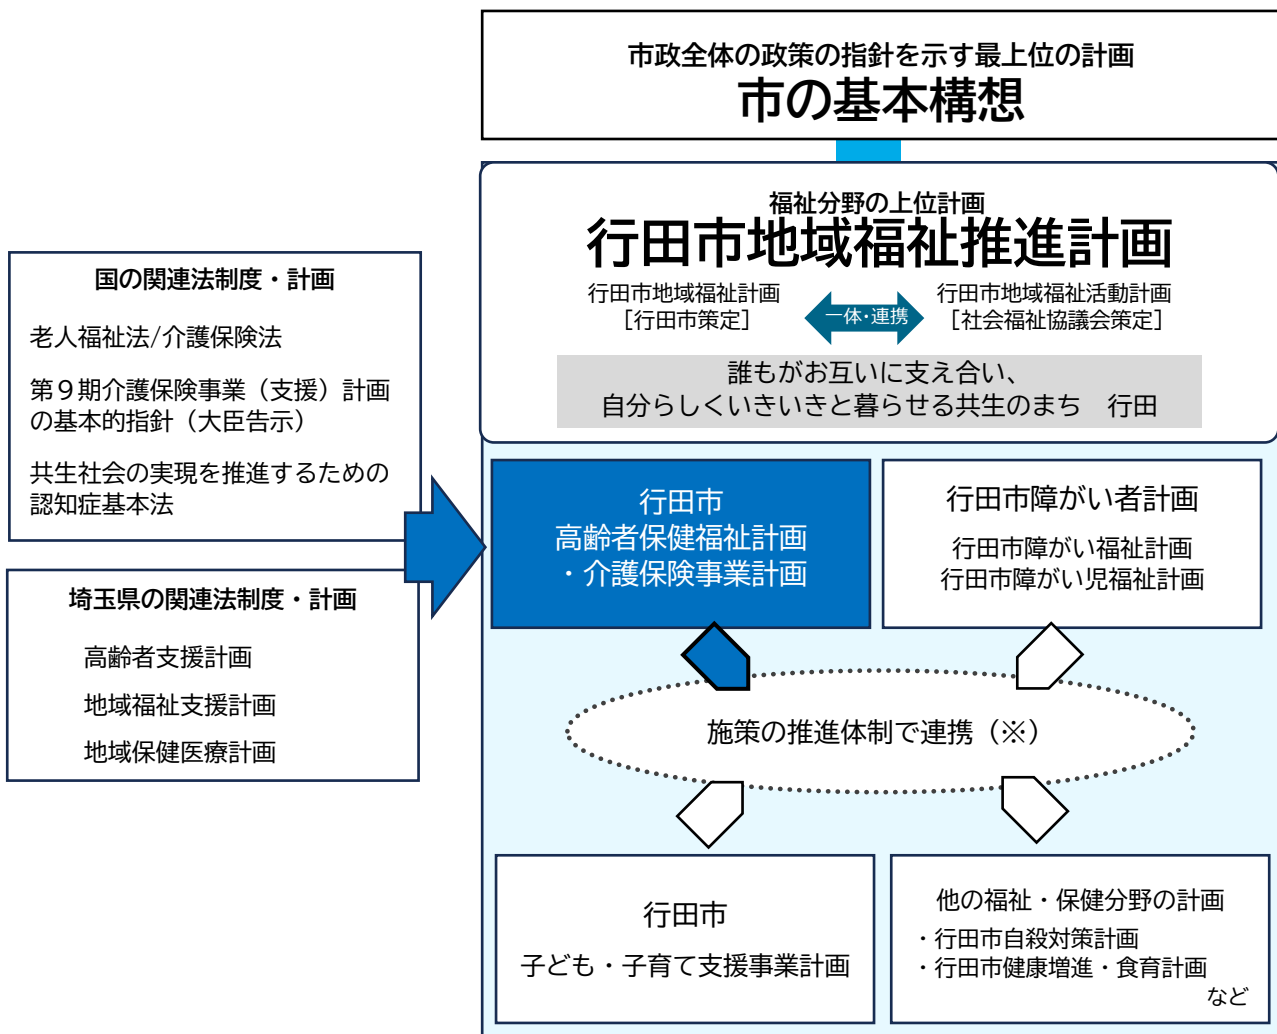 市政全体の政策の指針を示す最上位の計画
市の基本構想
福祉分野の上位計画
行田市地域福祉推進計画
行田市地域福祉計画
［行田市策定］
一体・連携
行田市地域福祉活動計画
［社会福祉協議会策定］
誰もがお互いに支え合い、
自分らしくいきいきと暮らせる共生のまち　行田
国の関連法制度・計画
老人福祉法/介護保険法
第９期介護保険事業（支援）計画
の基本的指針（大臣告示）
共生社会の実現を推進するための
認知症基本法
埼玉県の関連法制度・計画
高齢者支援計画
地域福祉支援計画
地域保健医療計画
行田市
高齢者保健福祉計画
・介護保険事業計画
行田市障がい者計画
行田市障がい福祉計画
行田市障がい児福祉計画
施策の推進体制で連携（※）
行田市
子ども・子育て支援事業計画
他の福祉・保健分野の計画
・行田市自殺対策計画
・行田市健康増進・食育計画
など